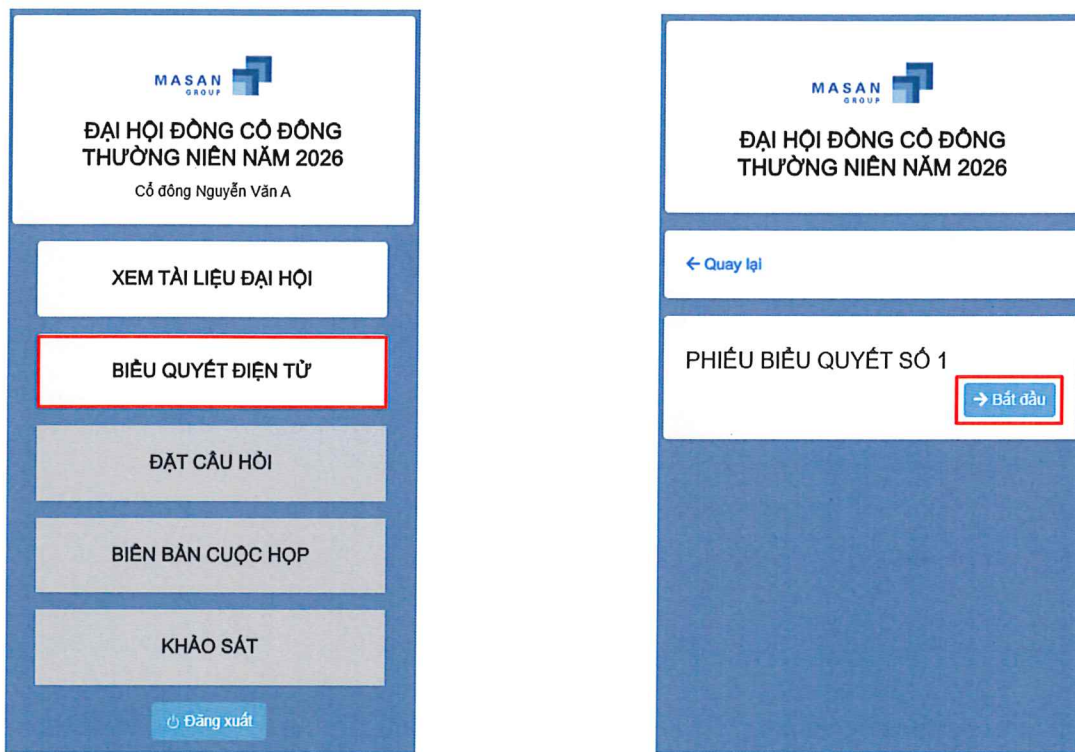 MASAN
GROUP
ĐẠI HỘI ĐỒNG CỔ ĐÔNG
THƯỜNG NIÊN NĂM 2026
Cổ đông Nguyễn Văn A
XEM TÀI LIỆU ĐẠI HỘI
BIỂU QUYẾT ĐIỆN TỬ
ĐẶT CÂU HỎI
BIÊN BẢN CUỘC HỌP
KHẢO SÁT
Đăng xuất
MASAN
GROUP
ĐẠI HỘI ĐỒNG CỔ ĐÔNG
THƯỜNG NIÊN NĂM 2026
← Quay lại
PHIẾU BIỂU QUYẾT SỐ 1
→ Bắt đầu